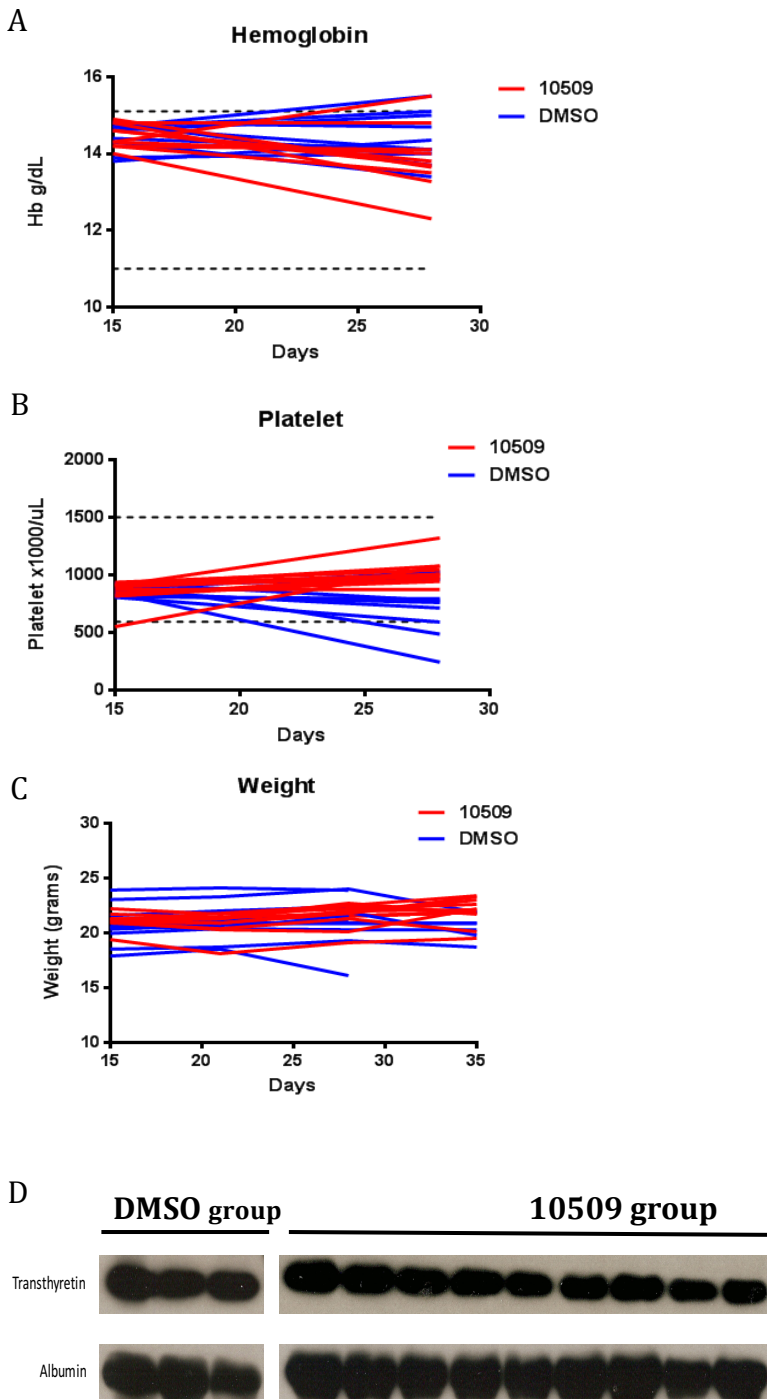 A
Hemoglobin
16
14
12
10
Hb g/dL
15 20 25 30
Days
10509
DMSO
B
Platelet
2000
1500
1000
500
0
Platelet x1000/uL
15 20 25 30
Days
10509
DMSO
C
Weight
30
25
20
15
10
Weight (grams)
15 20 25 30 35
Days
10509
DMSO
D
DMSO group 10509 group
Transthyretin
Albumin